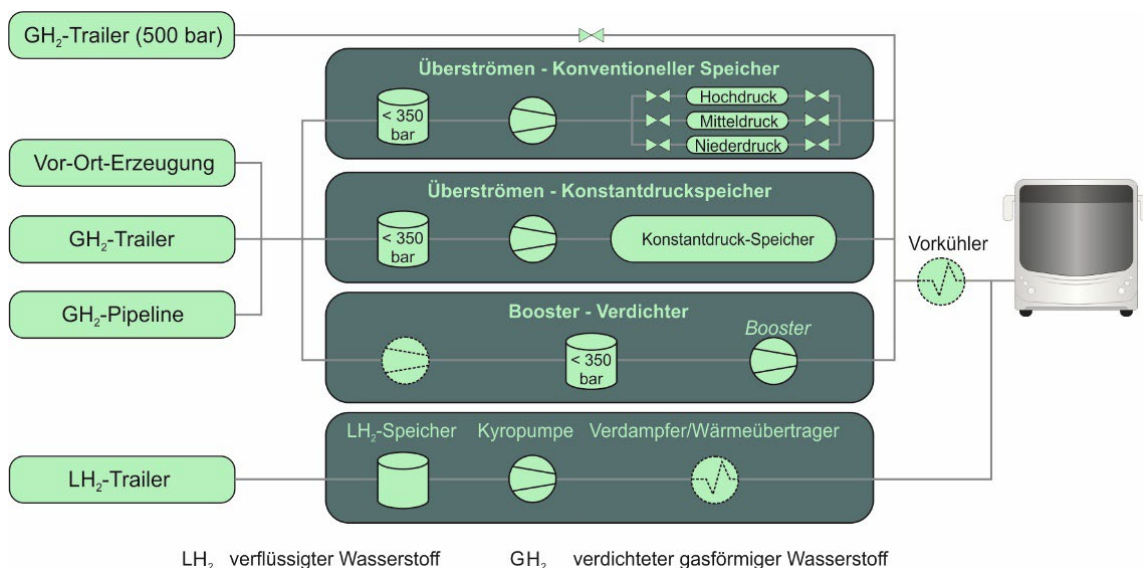 GH₂-Trailer (500 bar)
Überströmen - Konventioneller Speicher
< 350
bar
Hochdruck
Mitteldruck
Niederdruck
Vor-Ort-Erzeugung
GH₂-Trailer
GH₂-Pipeline
Überströmen - Konstantdruckspeicher
< 350
bar
Konstantdruck-Speicher
Vorkühler
Booster - Verdichter
< 350
bar
Booster
LH₂-Trailer
LH₂-Speicher
Kyropumpe
Verdampfer/Wärmeübertrager
LH₂ verflüssigter Wasserstoff
GH₂ verdichteter gasförmiger Wasserstoff